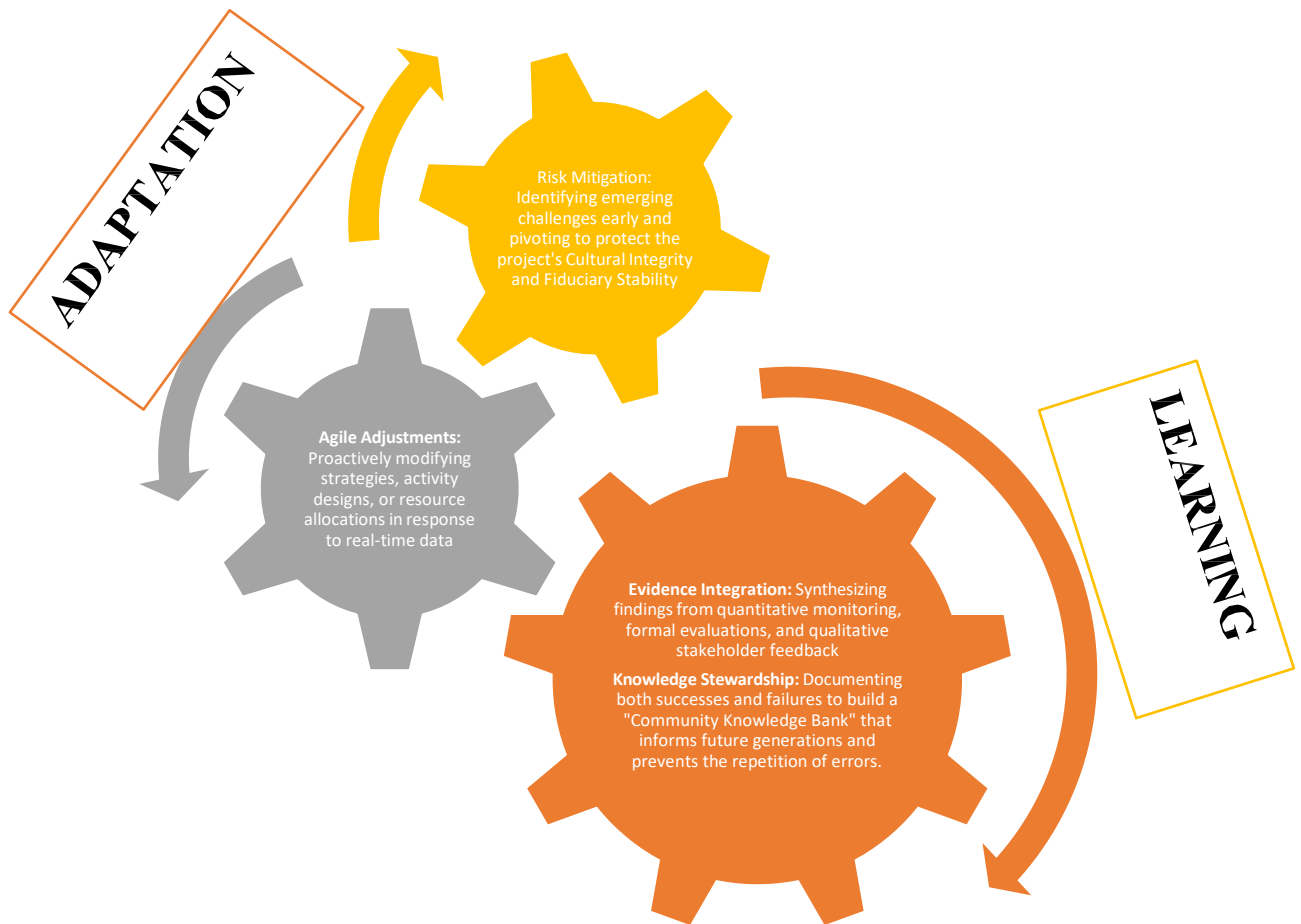 ADAPTATION
Risk Mitigation:
Identifying emerging
challenges early and
pivoting to protect the
project's Cultural Integrity
and Fiduciary Stability
Agile Adjustments:
Proactively modifying
strategies, activity
designs, or resource
allocations in response
to real-time data
LEARNING
Evidence Integration: Synthesizing
findings from quantitative monitoring,
formal evaluations, and qualitative
stakeholder feedback
Knowledge Stewardship: Documenting
both successes and failures to build a
"Community Knowledge Bank" that
informs future generations and
prevents the repetition of errors.